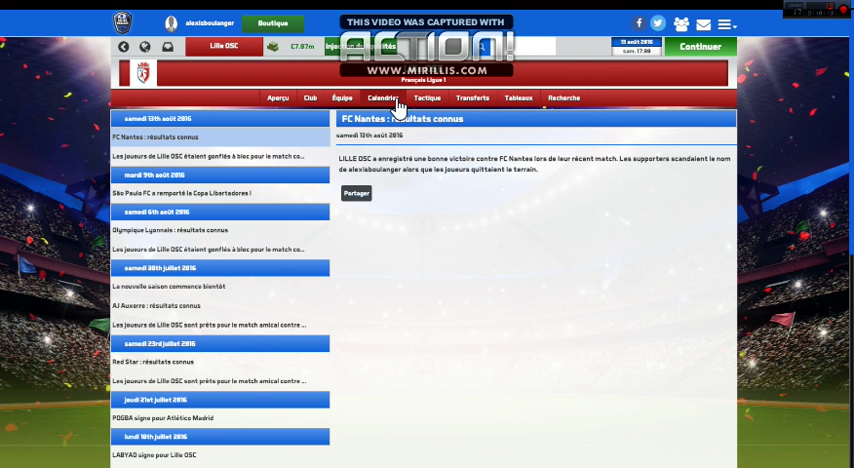 THIS VIDEO WAS CAPTURED WITH
ACTION!
WWW.MIRILLIS.COM
alexisboulanger
Boutique
Lille OSC
£7.87m
13 août 2016
sam. 17:00
Continuer
Français Ligue 1
Aperçu
Club
Équipe
Calendrier
Tactique
Transferts
Tableaux
Recherche
samedi 13th août 2016
FC Nantes : résultats connus
Les joueurs de Lille OSC étaient gonflés à bloc pour le match co...
mardi 9th août 2016
São Paulo FC a remporté la Copa Libertadores !
samedi 6th août 2016
Olympique Lyonnais : résultats connus
Les joueurs de Lille OSC étaient gonflés à bloc pour le match co...
samedi 30th juillet 2016
La nouvelle saison commence bientôt
AJ Auxerre : résultats connus
Les joueurs de Lille OSC sont prêts pour le match amical contre ...
samedi 23rd juillet 2016
Red Star : résultats connus
Les joueurs de Lille OSC sont prêts pour le match amical contre ...
jeudi 21st juillet 2016
POGBA signe pour Atlético Madrid
lundi 18th juillet 2016
LABYAD signe pour Lille OSC
FC Nantes : résultats connus
samedi 13th août 2016
LILLE OSC a enregistré une bonne victoire contre FC Nantes lors de leur récent match. Les supporters scandaient le nom
de alexisboulanger alors que les joueurs quittaient le terrain.
Partager